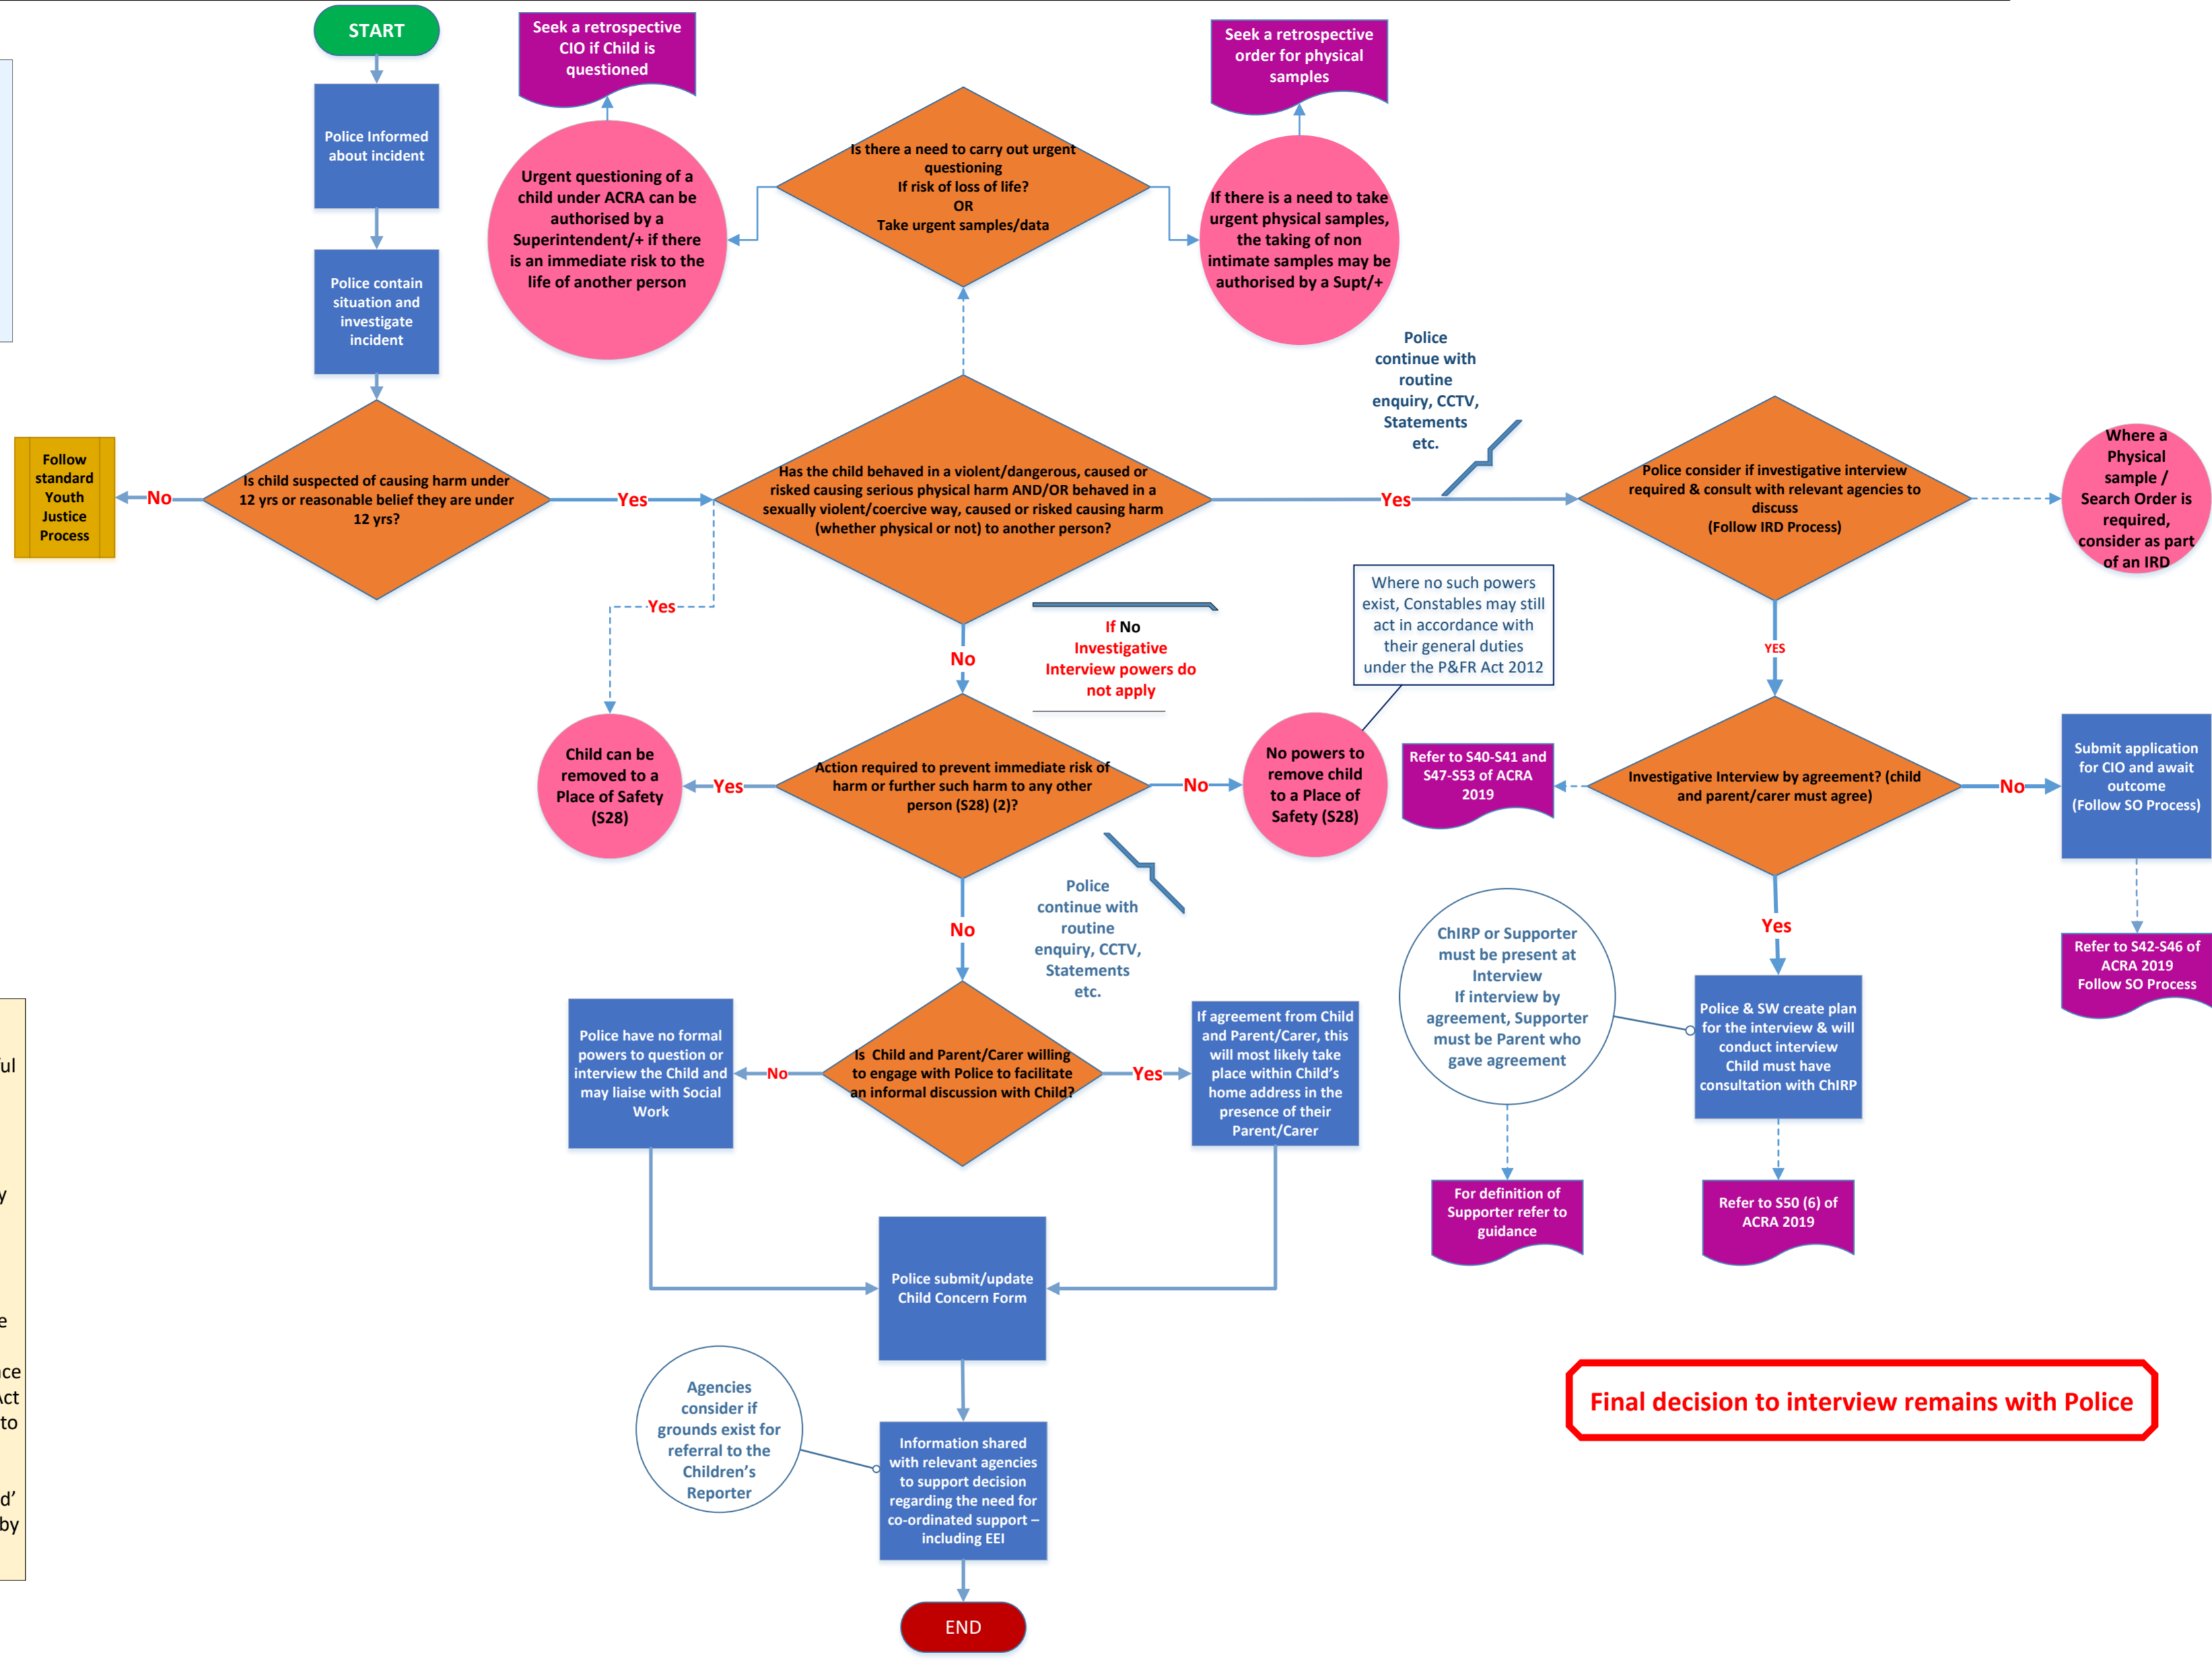 START
Police Informed
about incident
Police contain
situation and
investigate
incident
Is child suspected of causing harm under
12 yrs or reasonable belief they are under
12 yrs?
No
Follow
standard
Youth
Justice
Process
Yes
Seek a retrospective
CIO if Child is
questioned
Urgent questioning of a
child under ACRA can be
authorised by a
Superintendent/+ if there
is an immediate risk to the
life of another person
Is there a need to carry out urgent
questioning
If risk of loss of life?
OR
Take urgent samples/data
Seek a retrospective
order for physical
samples
If there is a need to take
urgent physical samples,
the taking of non
intimate samples may be
authorised by a Supt/+
Has the child behaved in a violent/dangerous, caused or
risked causing serious physical harm AND/OR behaved in a
sexually violent/coercive way, caused or risked causing harm
(whether physical or not) to another person?
Yes
Police
continue with
routine
enquiry, CCTV,
Statements
etc.
Police consider if investigative interview
required & consult with relevant agencies to
discuss
(Follow IRD Process)
Where a
Physical
sample /
Search Order is
required,
consider as part
of an IRD
Yes
No
If No
Investigative
Interview powers do
not apply
Where no such powers
exist, Constables may still
act in accordance with
their general duties
under the P&FR Act 2012
YES
Child can be
removed to a
Place of Safety
(S28)
Yes
Action required to prevent immediate risk of
harm or further such harm to any other
person (S28) (2)?
No
No powers to
remove child
to a Place of
Safety (S28)
Refer to S40-S41 and
S47-S53 of ACRA
2019
Investigative Interview by agreement? (child
and parent/carer must agree)
No
Submit application
for CIO and await
outcome
(Follow SO Process)
Refer to S42-S46 of
ACRA 2019
Follow SO Process
No
Police
continue with
routine
enquiry, CCTV,
Statements
etc.
ChIRP or Supporter
must be present at
Interview
If interview by
agreement, Supporter
must be Parent who
gave agreement
Yes
Police & SW create plan
for the interview & will
conduct interview
Child must have
consultation with ChIRP
Police have no formal
powers to question or
interview the Child and
may liaise with Social
Work
No
Is Child and Parent/Carer willing
to engage with Police to facilitate
an informal discussion with Child?
Yes
If agreement from Child
and Parent/Carer, this
will most likely take
place within Child's
home address in the
presence of their
Parent/Carer
For definition of
Supporter refer to
guidance
Refer to S50 (6) of
ACRA 2019
Police submit/update
Child Concern Form
Agencies
consider if
grounds exist for
referral to the
Children's
Reporter
Information shared
with relevant agencies
to support decision
regarding the need for
co-ordinated support –
including EEI
END
Final decision to interview remains with Police
to
by